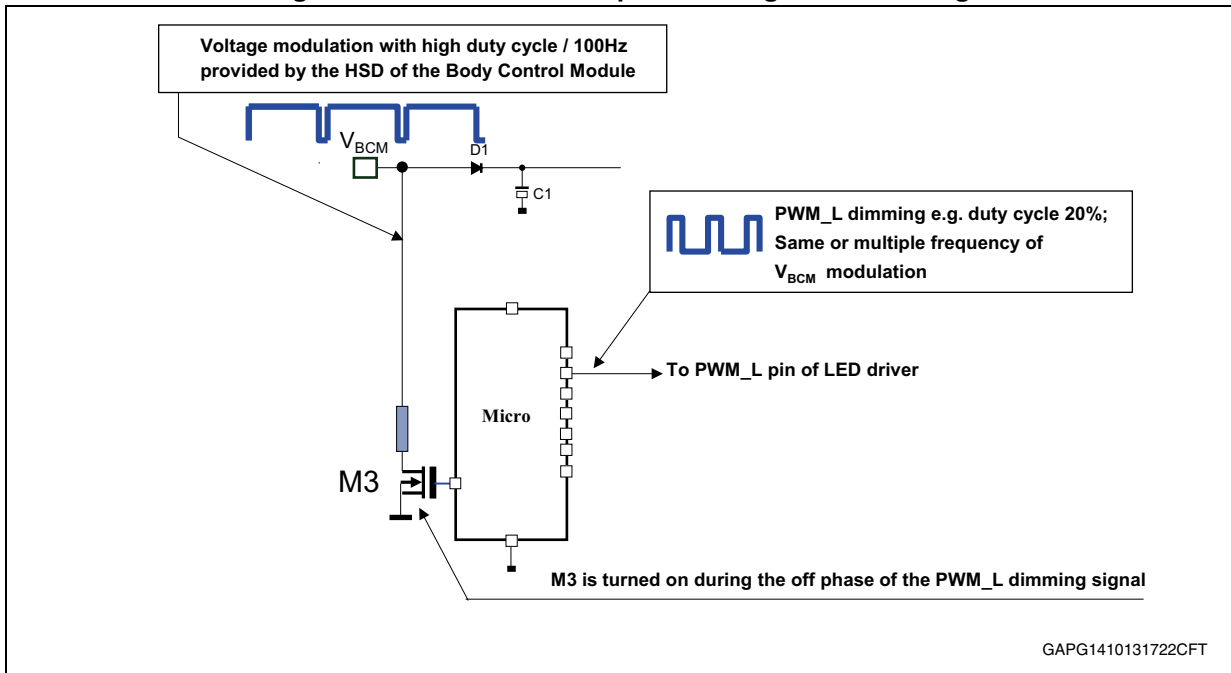 Voltage modulation with high duty cycle / 100Hz
provided by the HSD of the Body Control Module
VBCM
D1
C1
PWM_L dimming e.g. duty cycle 20%;
Same or multiple frequency of
VBCM modulation
To PWM_L pin of LED driver
Micro
M3
M3 is turned on during the off phase of the PWM_L dimming signal
GAPG1410131722CFT